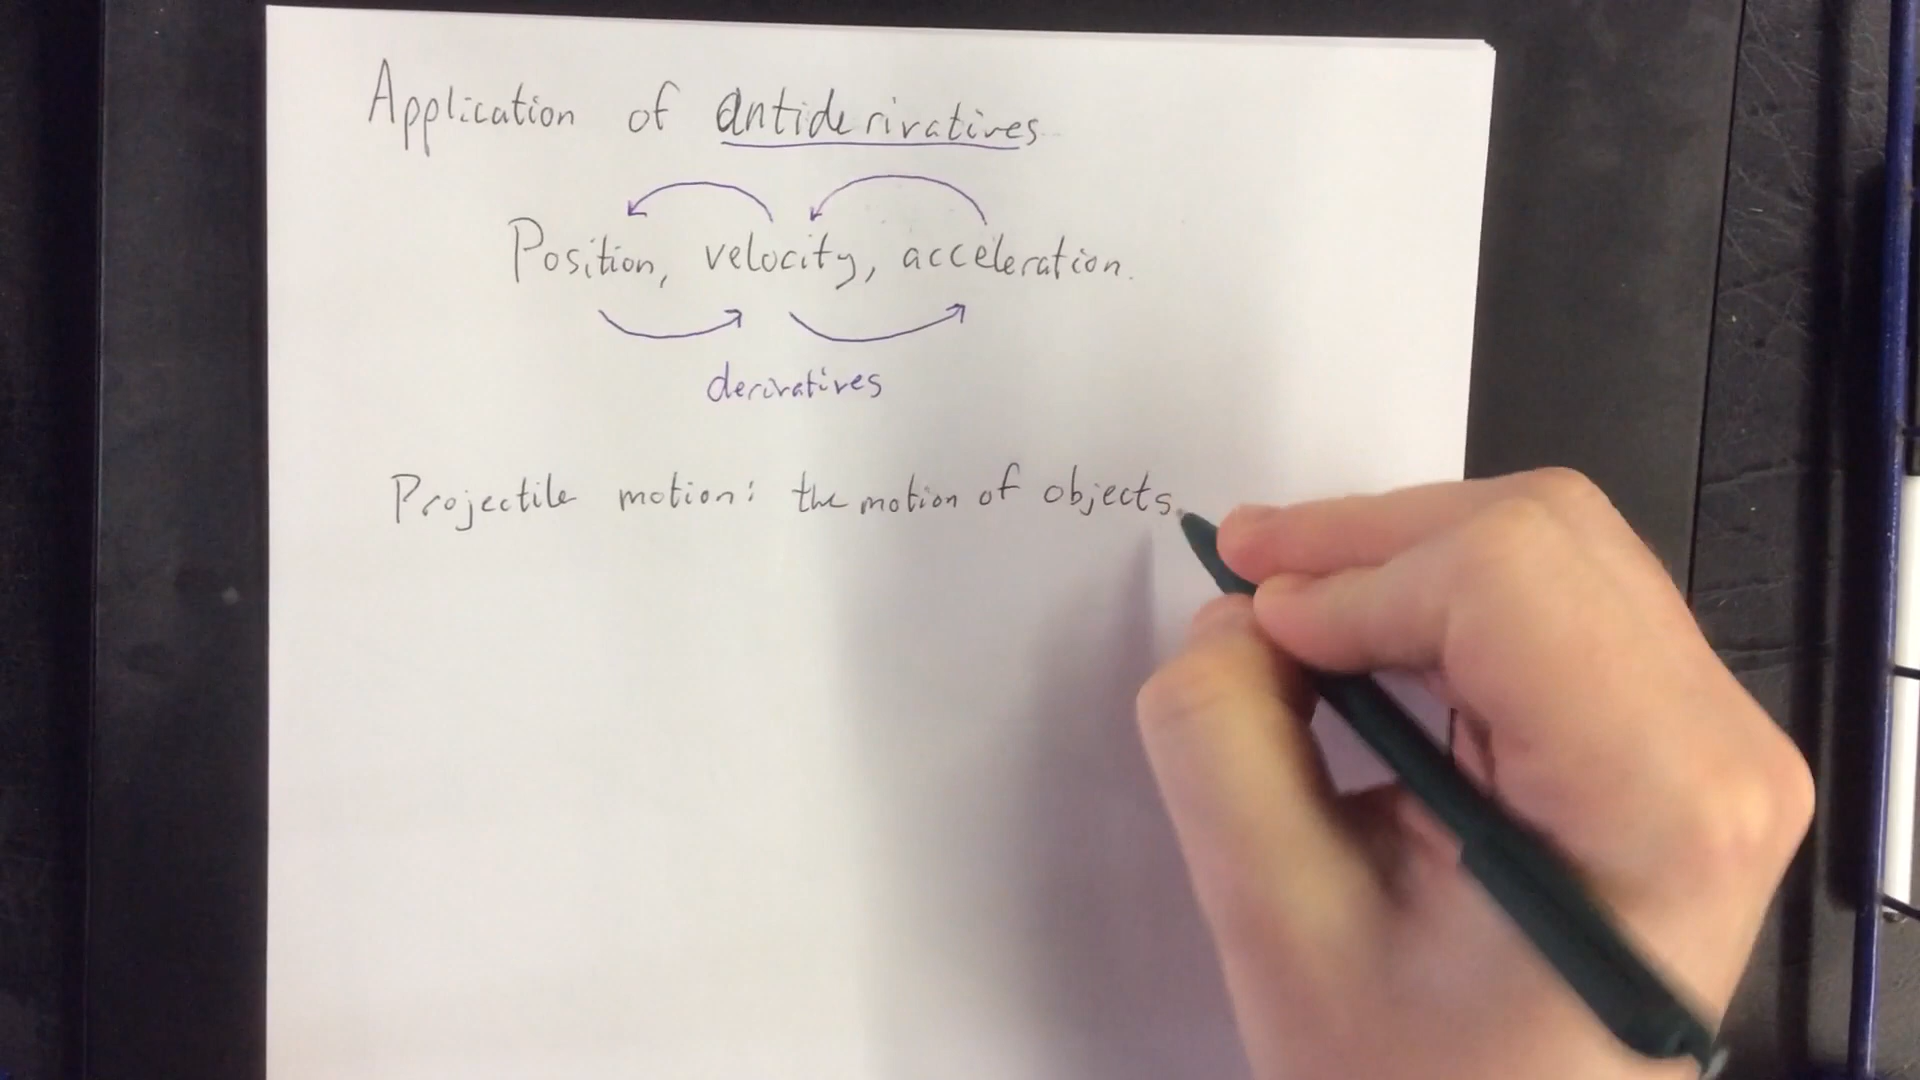 Application of antiderivatives
Position, velocity, acceleration.
derivatives
Projectile motion: the motion of objects